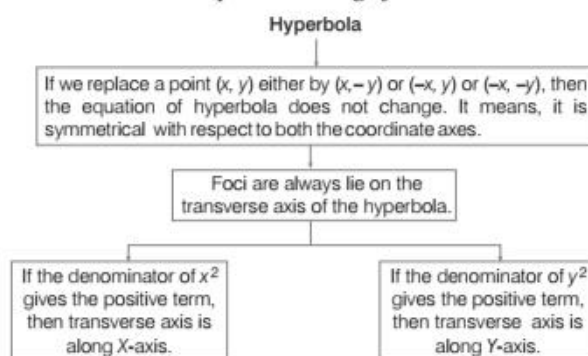 Hyperbola
If we replace a point (x, y) either by (x,– y) or (–x, y) or (–x, –y), then
the equation of hyperbola does not change. It means, it is
symmetrical with respect to both the coordinate axes.
Foci are always lie on the
transverse axis of the hyperbola.
If the denominator of x²
gives the positive term,
then transverse axis is
along X-axis.
If the denominator of y²
gives the positive term,
then transverse axis is
along Y-axis.